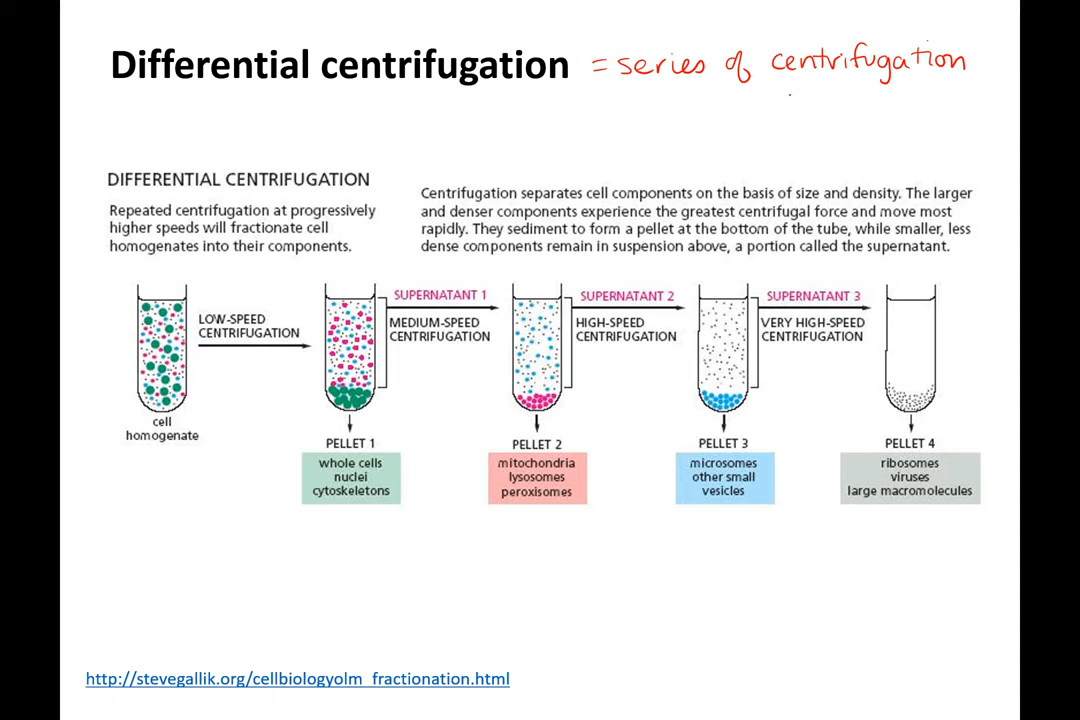 Differential centrifugation = series of centrifugation
DIFFERENTIAL CENTRIFUGATION
Repeated centrifugation at progressively
higher speeds will fractionate cell
homogenates into their components.
Centrifugation separates cell components on the basis of size and density. The larger
and denser components experience the greatest centrifugal force and move most
rapidly. They sediment to form a pellet at the bottom of the tube, while smaller, less
dense components remain in suspension above, a portion called the supernatant.
LOW-SPEED
CENTRIFUGATION
SUPERNATANT 1
MEDIUM-SPEED
CENTRIFUGATION
SUPERNATANT 2
HIGH-SPEED
CENTRIFUGATION
SUPERNATANT 3
VERY HIGH-SPEED
CENTRIFUGATION
cell
homogenate
PELLET 1
whole cells
nuclei
cytoskeletons
PELLET 2
mitochondria
lysosomes
peroxisomes
PELLET 3
microsomes
other small
vesicles
PELLET 4
ribosomes
viruses
large macromolecules
http://stevegallik.org/cellbiologyolm_fractionation.html